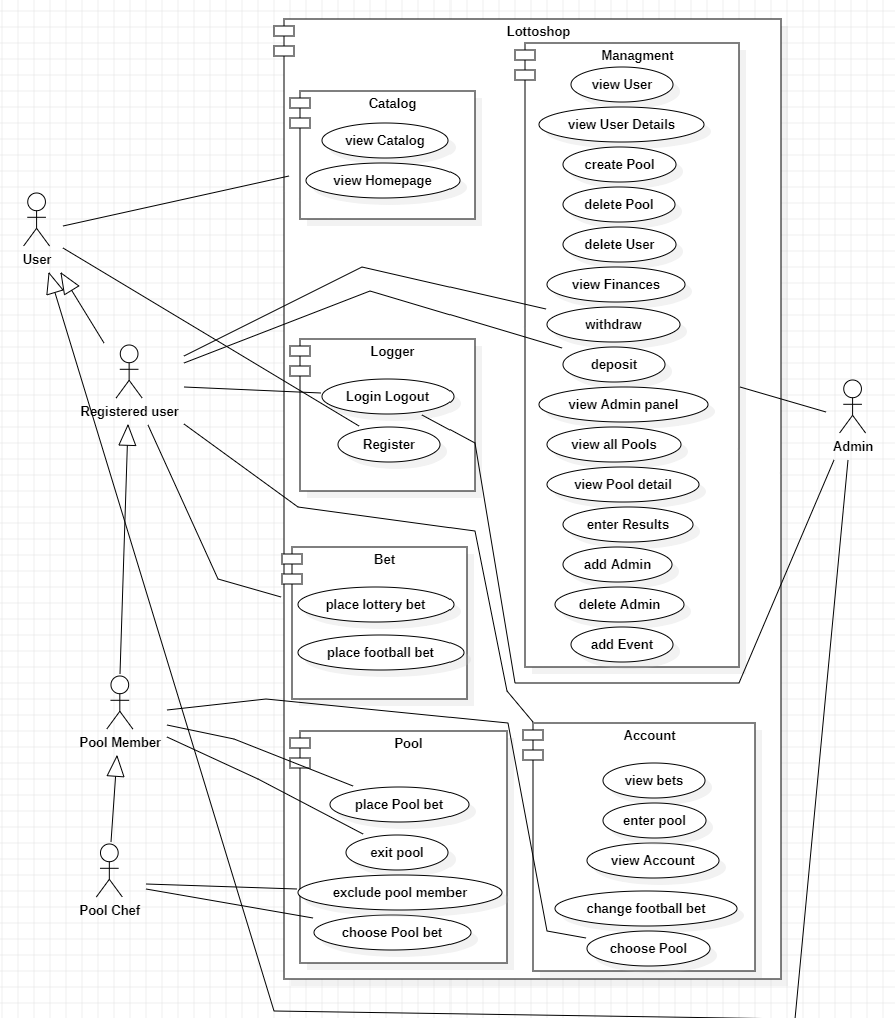 Lottoshop
Managment
view User
view User Details
create Pool
delete Pool
delete User
view Finances
withdraw
deposit
view Admin panel
view all Pools
view Pool detail
enter Results
add Admin
delete Admin
add Event
Catalog
view Catalog
view Homepage
User
Logger
Login Logout
Register
Registered user
Admin
Bet
place lottery bet
place football bet
Pool Member
Pool
place Pool bet
exit pool
exclude pool member
choose Pool bet
Pool Chef
Account
view bets
enter pool
view Account
change football bet
choose Pool